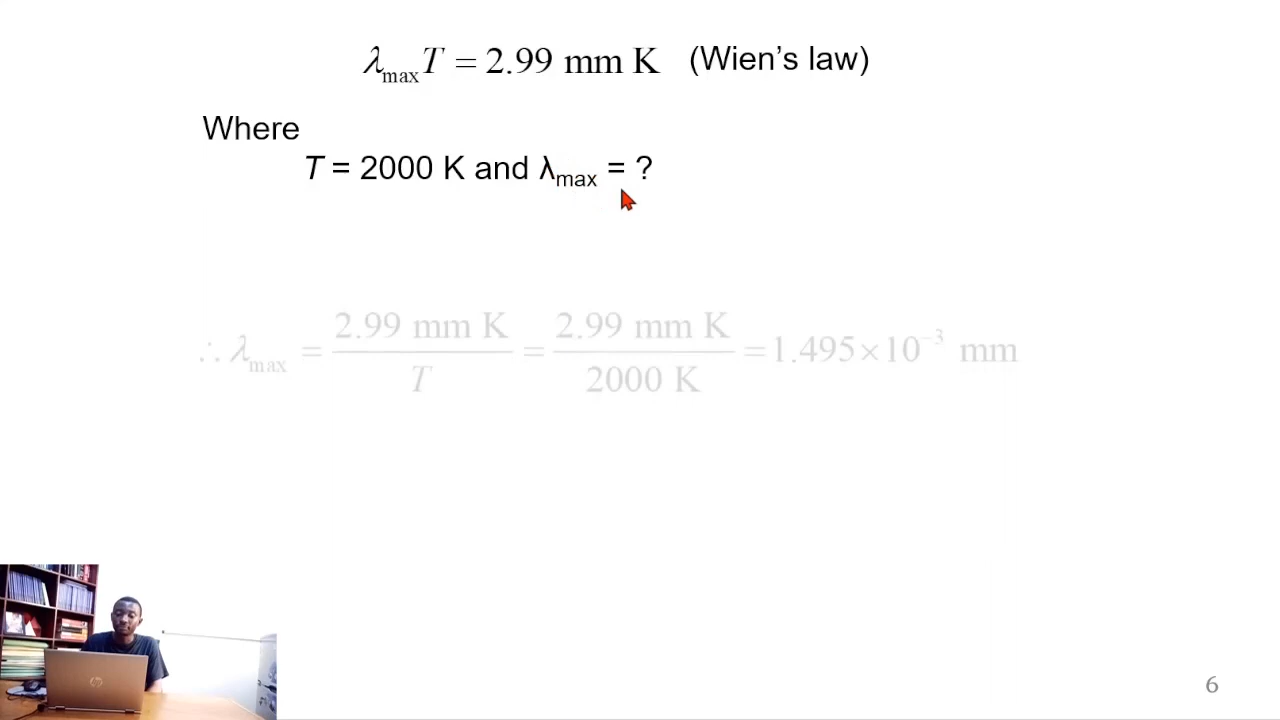 λmax T = 2.99 mm K (Wien’s law)
Where
T = 2000 K and λmax = ?
∴ λmax = 2.99 mm K / T = 2.99 mm K / 2000 K = 1.495×10⁻³ mm
6